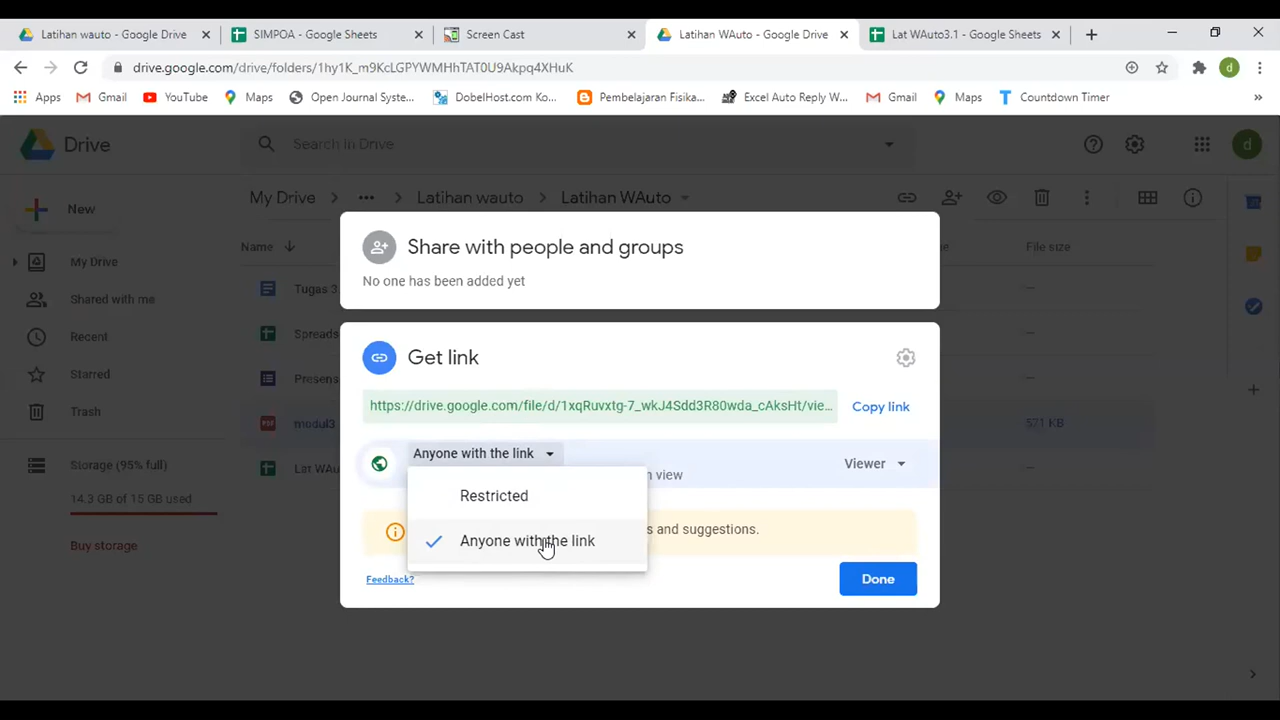 Latihan wauto - Google Drive
SIMPOA - Google Sheets
Screen Cast
Latihan WAuto - Google Drive
Lat WAuto3.1 - Google Sheets
drive.google.com/drive/folders/1hy1K_m9KcLGPYWMHhTAT0U9Akpq4XHuK
d
Apps
Gmail
YouTube
Maps
Open Journal Syste...
DobelHost.com Ko...
Pembelajaran Fisika...
Excel Auto Reply W...
Gmail
Maps
Countdown Timer
Drive
Search in Drive
d
New
My Drive
Latihan wauto
Latihan WAuto
Name
File size
My Drive
Shared with me
Recent
Starred
Trash
Storage (95% full)
14.3 GB of 15 GB used
Buy storage
Tugas 3
Spreads
Presens
modul3
571 KB
Lat WAu
Share with people and groups
No one has been added yet
Get link
https://drive.google.com/file/d/1xqRuvxtg-7_wkJ4Sdd3R80wda_cAksHt/vie...
Copy link
Anyone with the link
n view
Viewer
Restricted
Anyone with the link
s and suggestions.
Feedback?
Done